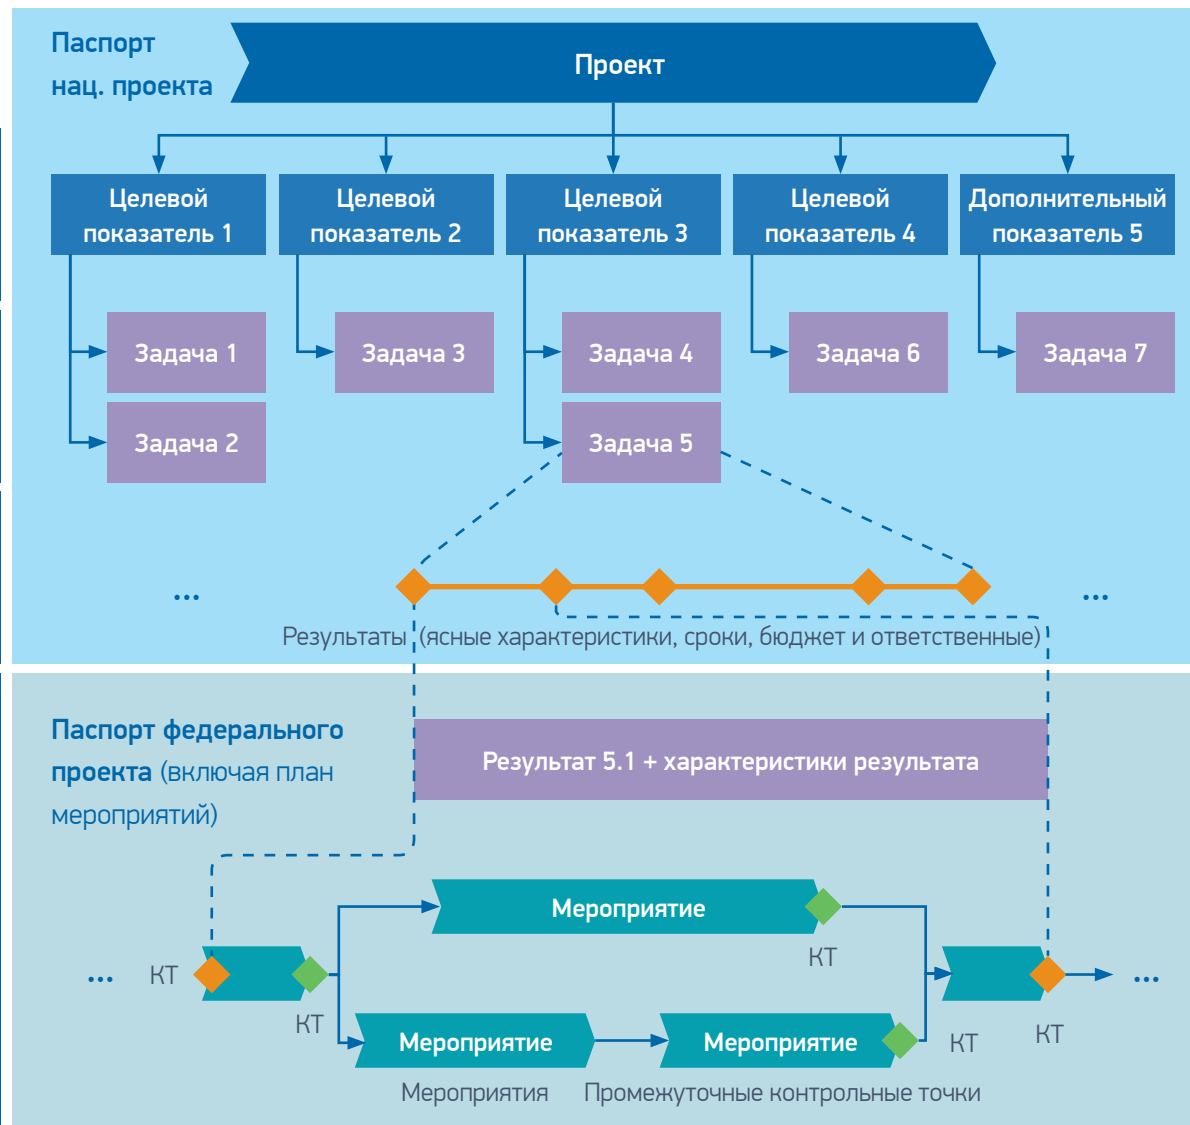 Паспорт
нац. проекта
Проект
Целевой
показатель 1
Целевой
показатель 2
Целевой
показатель 3
Целевой
показатель 4
Дополнительный
показатель 5
Задача 1
Задача 3
Задача 4
Задача 6
Задача 7
Задача 2
Задача 5
...
...
Результаты (ясные характеристики, сроки, бюджет и ответственные)
Паспорт федерального
проекта (включая план
мероприятий)
Результат 5.1 + характеристики результата
Мероприятие
КТ
...
КТ
...
КТ
КТ
КТ
Мероприятие
Мероприятие
Мероприятия
Промежуточные контрольные точки